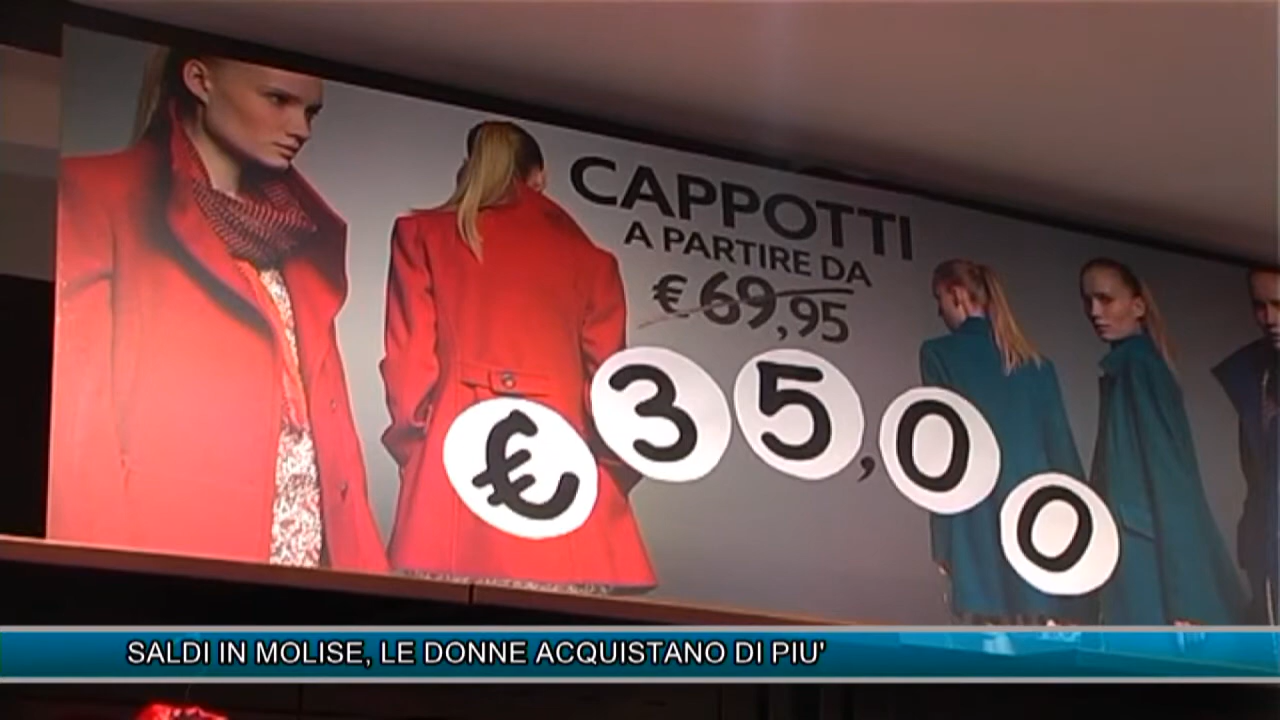 CAPPOTTI
A PARTIRE DA
€ 69,95
€ 35,00
SALDI IN MOLISE, LE DONNE ACQUISTANO DI PIU'